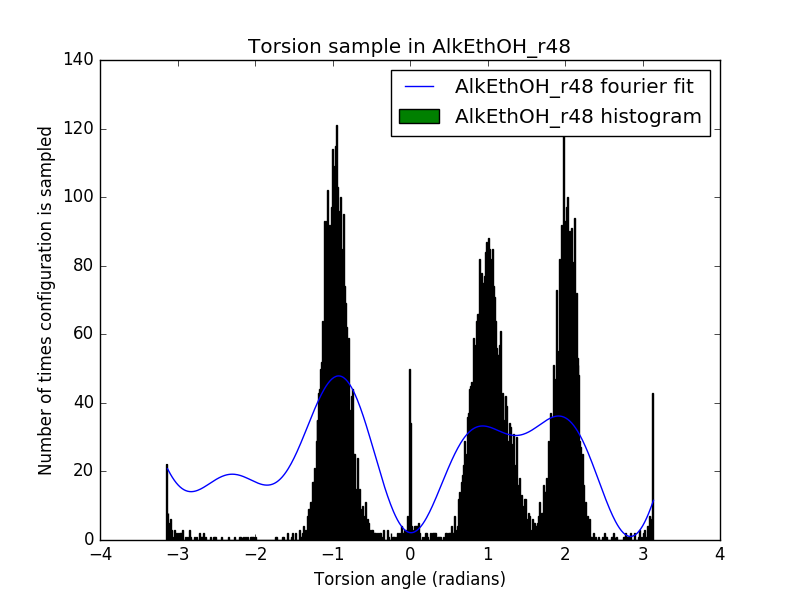 Torsion sample in AlkEthOH_r48
AlkEthOH_r48 fourier fit
AlkEthOH_r48 histogram
Number of times configuration is sampled
140
120
100
80
60
40
20
0
−4 −3 −2 −1 0 1 2 3 4
Torsion angle (radians)